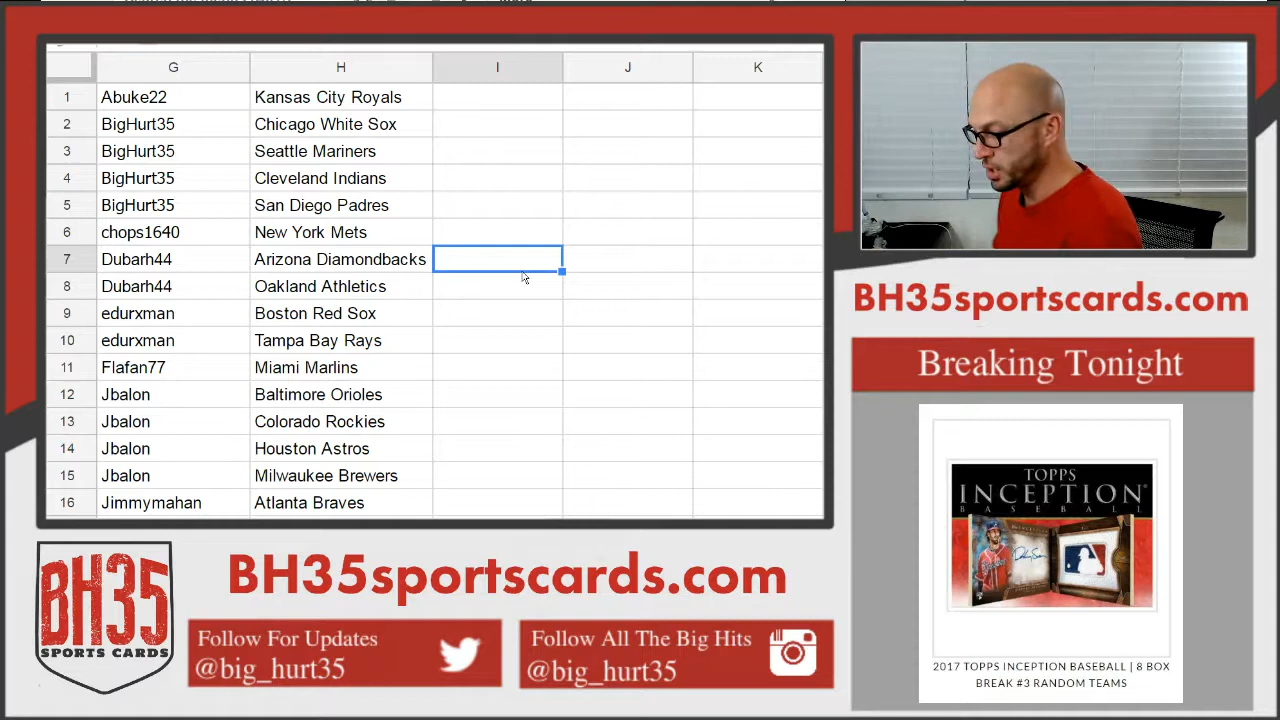 G H I J K
1 Abuke22 Kansas City Royals
2 BigHurt35 Chicago White Sox
3 BigHurt35 Seattle Mariners
4 BigHurt35 Cleveland Indians
5 BigHurt35 San Diego Padres
6 chops1640 New York Mets
7 Dubarh44 Arizona Diamondbacks
8 Dubarh44 Oakland Athletics
9 edurxman Boston Red Sox
10 edurxman Tampa Bay Rays
11 Flafan77 Miami Marlins
12 Jbalon Baltimore Orioles
13 Jbalon Colorado Rockies
14 Jbalon Houston Astros
15 Jbalon Milwaukee Brewers
16 Jimmymahan Atlanta Braves
BH35sportscards.com
Breaking Tonight
TOPPS
INCEPTION
BASEBALL
2017 TOPPS INCEPTION BASEBALL | 8 BOX
BREAK #3 RANDOM TEAMS
BH35
SPORTS CARDS
BH35sportscards.com
Follow For Updates
@big_hurt35
Follow All The Big Hits
@big_hurt35